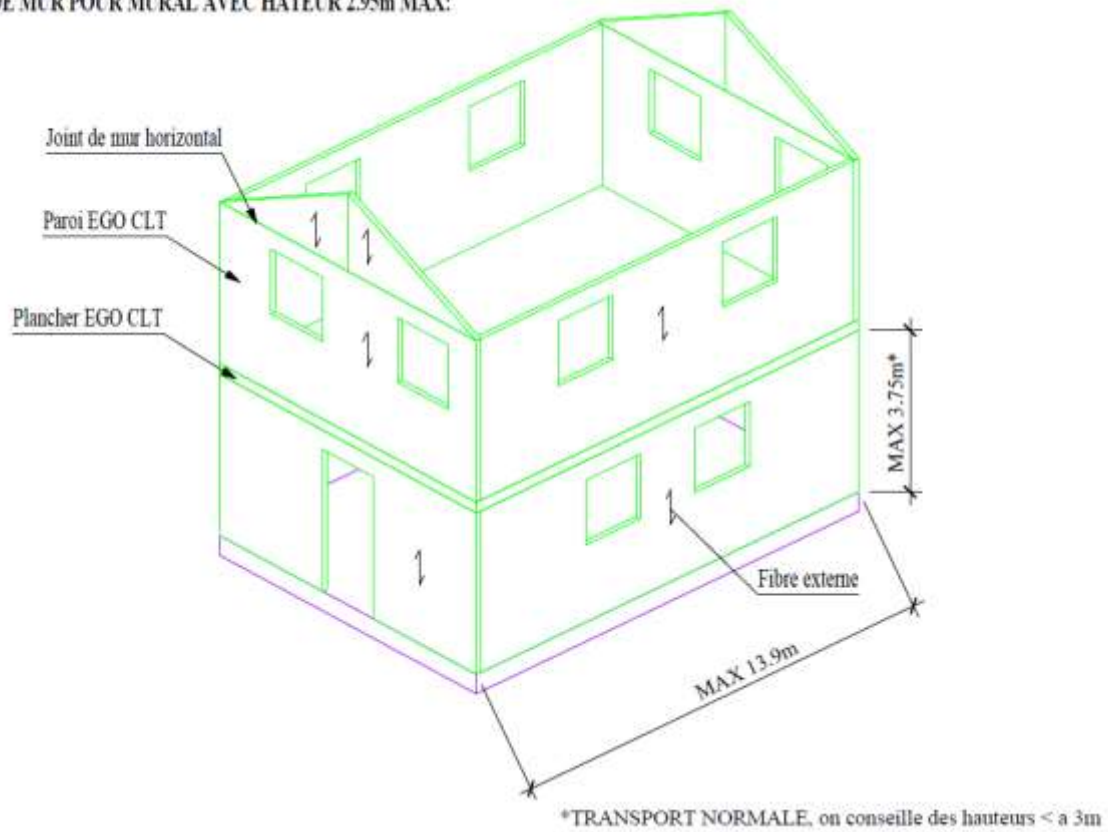 DE MUR POUR MURAL AVEC HATEUR 2.95m MAX:
Joint de mur horizontal
Paroi EGO CLT
Plancher EGO CLT
MAX 3.75m*
Fibre externe
MAX 13.9m
*TRANSPORT NORMALE, on conseille des hauteurs < a 3m